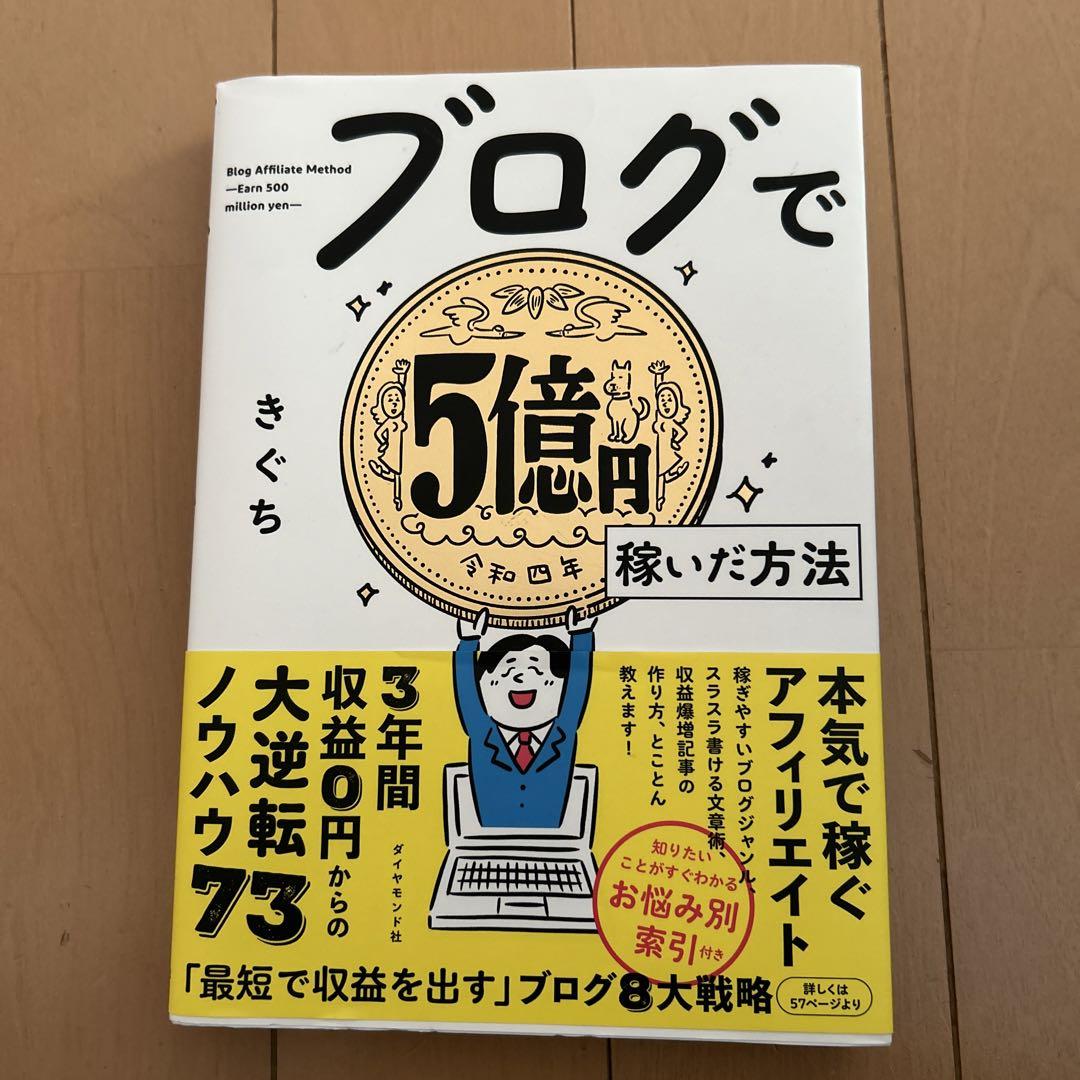 ブログで
Blog Affiliate Method
—Earn 500
million yen—
5億円
令和四年
稼いだ方法
きぐち
本気で稼ぐ
アフィリエイト
稼ぎやすいブログジャンル、
スラスラ書ける文章術、
収益爆増記事の
作り方、とことん
教えます！
3年間
収益0円からの
大逆転
ノウハウ73
ダイヤモンド社
知りたい
ことがすぐわかる
お悩み別
索引付き
「最短で収益を出す」ブログ8大戦略
詳しくは
57ページより